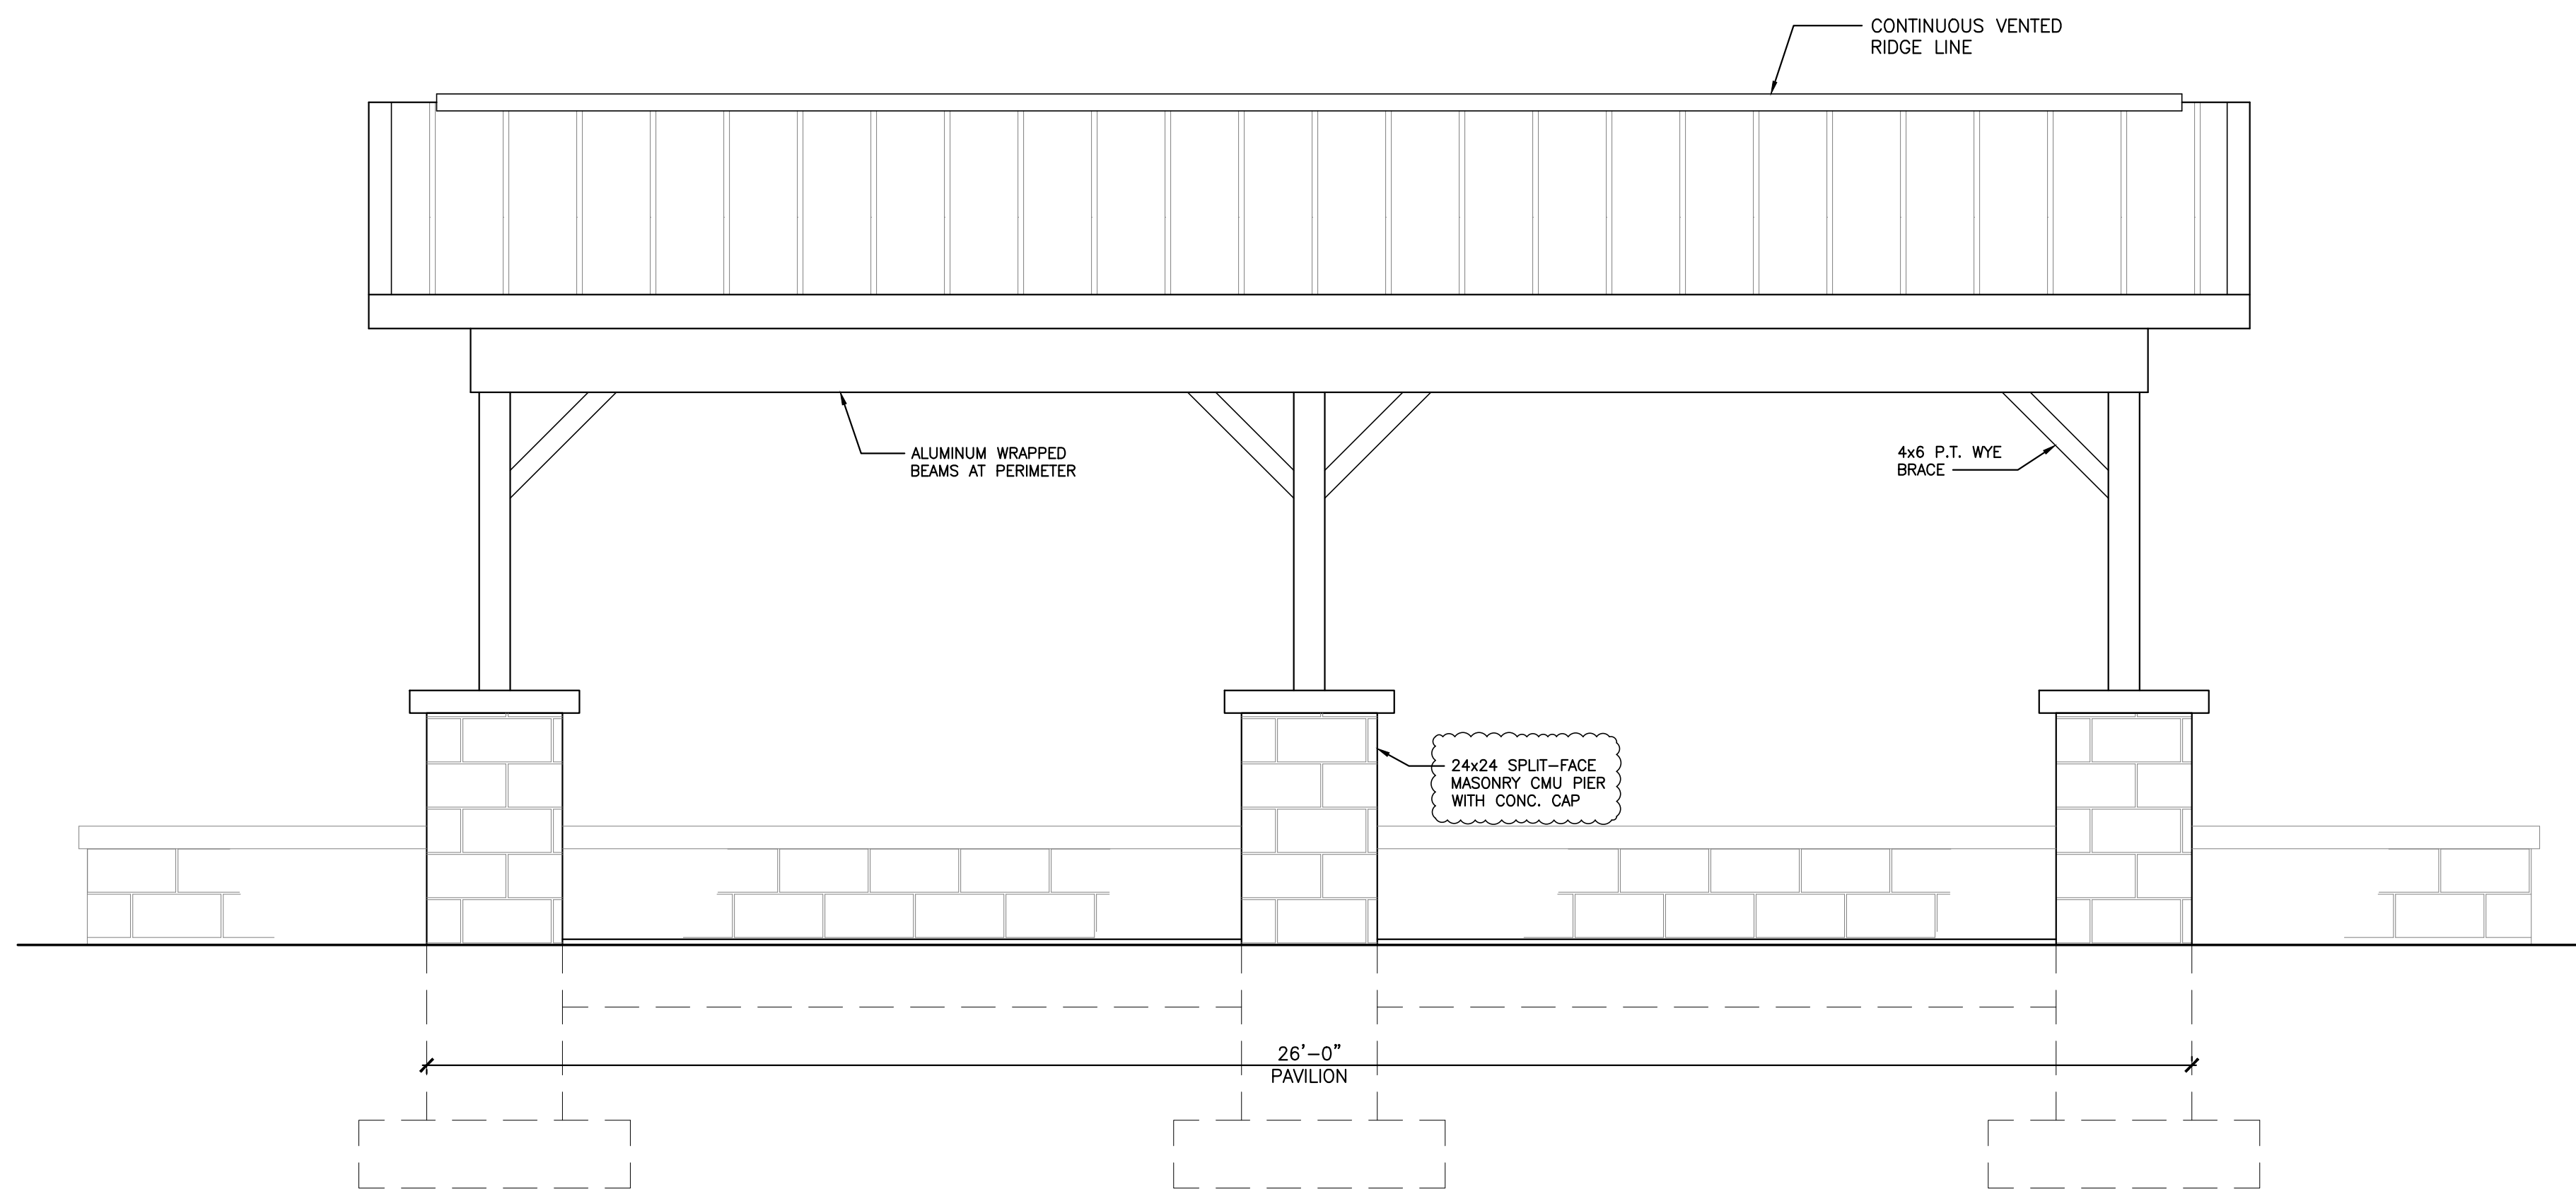 CONTINUOUS VENTED
RIDGE LINE
ALUMINUM WRAPPED
BEAMS AT PERIMETER
4x6 P.T. WYE
BRACE
24x24 SPLIT-FACE
MASONRY CMU PIER
WITH CONC. CAP
26'-0"
PAVILION